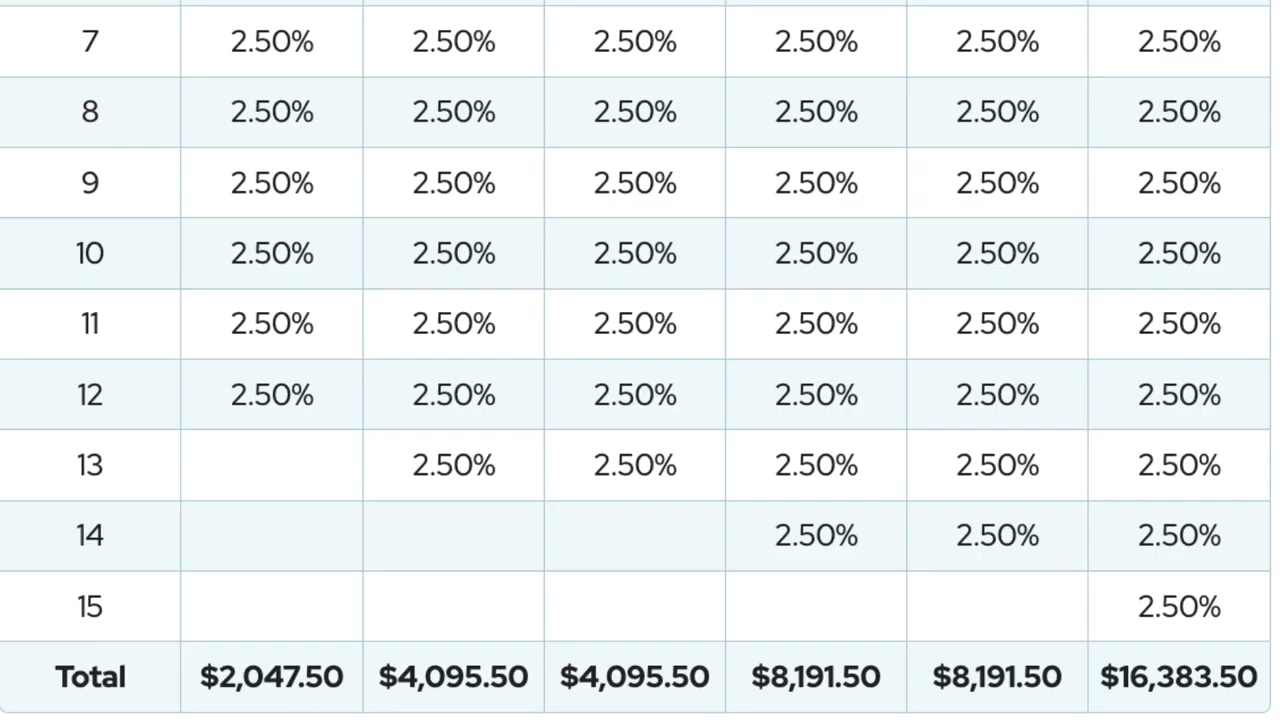 7 2.50% 2.50% 2.50% 2.50% 2.50% 2.50%
8 2.50% 2.50% 2.50% 2.50% 2.50% 2.50%
9 2.50% 2.50% 2.50% 2.50% 2.50% 2.50%
10 2.50% 2.50% 2.50% 2.50% 2.50% 2.50%
11 2.50% 2.50% 2.50% 2.50% 2.50% 2.50%
12 2.50% 2.50% 2.50% 2.50% 2.50% 2.50%
13 2.50% 2.50% 2.50% 2.50% 2.50%
14 2.50% 2.50% 2.50%
15 2.50%
Total $2,047.50 $4,095.50 $4,095.50 $8,191.50 $8,191.50 $16,383.50